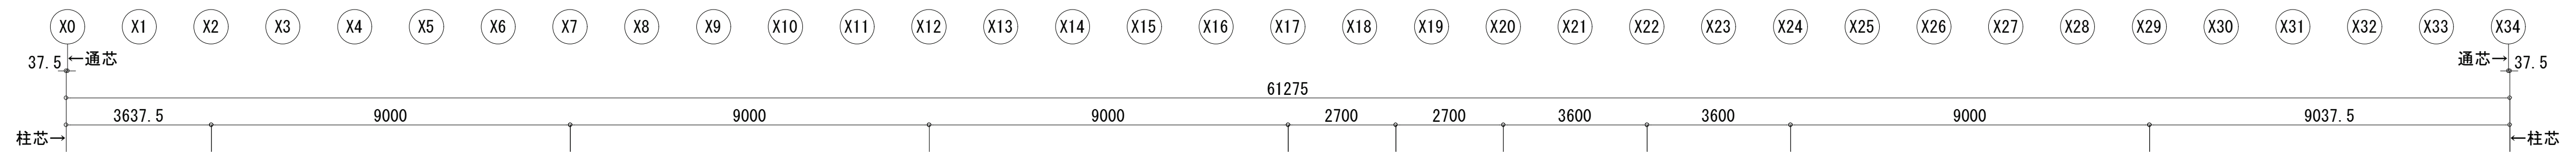 X0 X1 X2 X3 X4 X5 X6 X7 X8 X9 X10 X11 X12 X13 X14 X15 X16 X17 X18 X19 X20 X21 X22 X23 X24 X25 X26 X27 X28 X29 X30 X31 X32 X33 X34
37.5 ←通芯 通芯→ 37.5
61275
3637.5 9000 9000 9000 2700 2700 3600 3600 9000 9037.5
柱芯→ ←柱芯